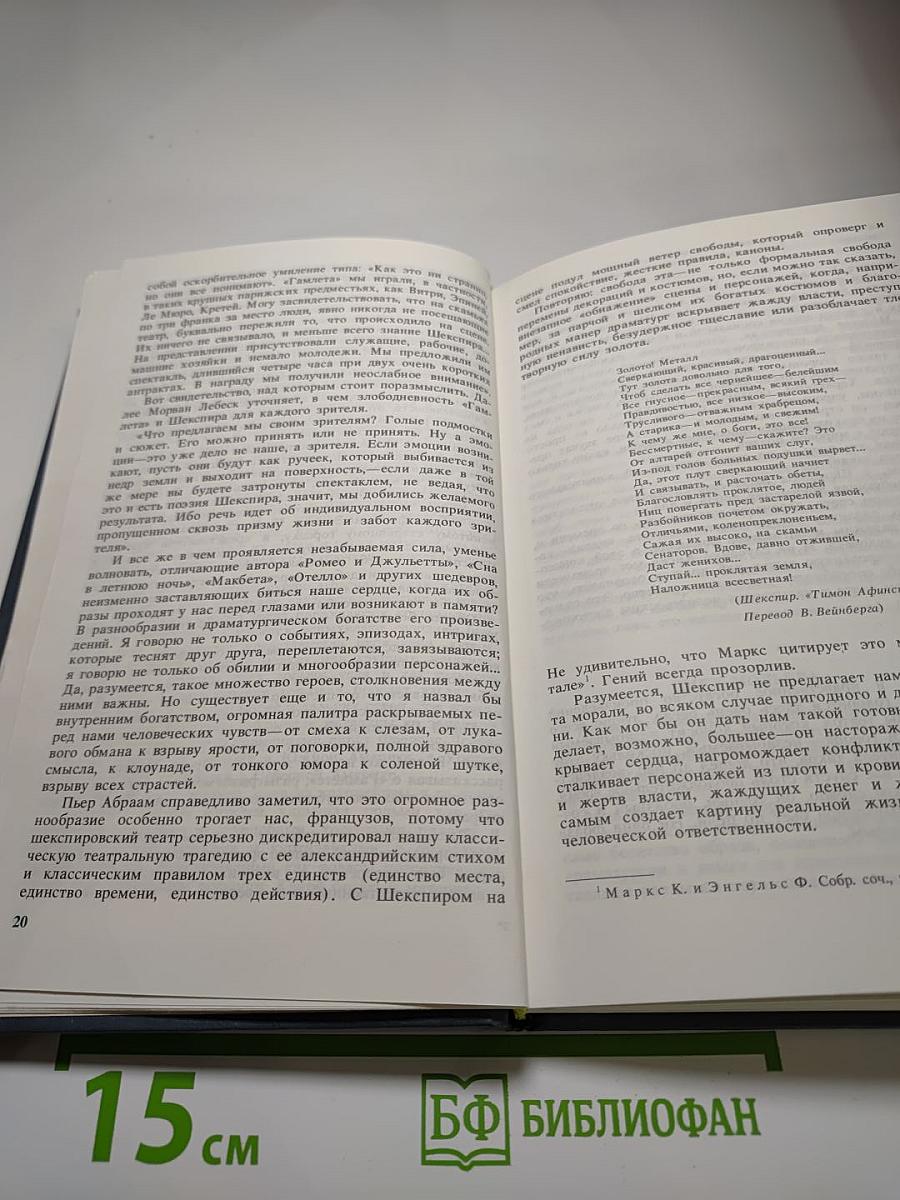 собой оскорбительное умиление типа: «Как это ни странно
но они все понимают». «Гамлета» мы играли, в частности,
в таких крупных парижских предместьях, как Витри, Эпиней,
Ле Мюро, Кретей. Могу засвидетельствовать, что на скамьях
по три франка за место люди, явно никогда не посещающие
театр, буквально пережили то, что происходило на сцене.
Их ничего не связывало, и меньше всего знание Шекспира.
На представлении присутствовали служащие, рабочие, до-
машние хозяйки и немало молодежи. Мы предложили им
спектакль, длившийся четыре часа при двух очень коротких
антрактах. В награду мы получили неослабное внимание».
Вот свидетельство, над которым стоит поразмыслить. Да-
лее Морван Лебеск уточняет, в чем злободневность «Гам-
лета» и Шекспира для каждого зрителя.
«Что предлагаем мы своим зрителям? Голые подмостки
и сюжет. Его можно принять или не принять. Ну а эмо-
ции—это уже дело не наше, а зрителя. Если эмоции возни-
кают, пусть они будут как ручеек, который выбивается из
недр земли и выходит на поверхность,—если даже в той
же мере вы будете затронуты спектаклем, не ведая, что
это и есть поэзия Шекспира, значит, мы добились желаемого
результата. Ибо речь идет об индивидуальном восприятии,
пропущенном сквозь призму жизни и забот каждого зри-
теля».
И все же в чем проявляется незабываемая сила, уменье
волновать, отличающие автора «Ромео и Джульетты», «Сна
в летнюю ночь», «Макбета», «Отелло» и других шедевров,
неизменно заставляющих биться наше сердце, когда их об-
разы проходят у нас перед глазами или возникают в памяти?
В разнообразии и драматургическом богатстве его произве-
дений. Я говорю не только о событиях, эпизодах, интригах,
которые теснят друг друга, переплетаются, завязываются;
я говорю не только об обилии и многообразии персонажей...
Да, разумеется, такое множество героев, столкновения между
ними важны. Но существует еще и то, что я назвал бы
внутренним богатством, огромная палитра раскрываемых пе-
ред нами человеческих чувств—от смеха к слезам, от лука-
вого обмана к взрыву ярости, от поговорки, полной здравого
смысла, к клоунаде, от тонкого юмора к соленой шутке,
взрыву всех страстей.
Пьер Абраам справедливо заметил, что это огромное раз-
нообразие особенно трогает нас, французов, потому что
шекспировский театр серьезно дискредитировал нашу класси-
ческую театральную трагедию с ее александрийским стихом
и классическим правилом трех единств (единство места,
единство времени, единство действия). С Шекспиром на
20
сцене подул мощный ветер свободы, который опроверг и
смел спокойствие, жесткие правила, каноны.
Повторяю: свобода эта—не только формальная свобода
перемены декораций и костюмов, но, если можно так сказать,
внезапное «обнажение» сцены и персонажей, когда, напри-
мер, за парчой и шелком их богатых костюмов и благо-
родных манер драматург вскрывает жажду власти, преступ
ную ненависть, безудержное тщеславие или разоблачает тле
творную силу золота.
Золото! Металл
Сверкающий, красивый, драгоценный...
Тут золота довольно для того,
Чтоб сделать все чернейшее—белейшим
Все гнусное—прекрасным, всякий грех—
Правдивостью, все низкое—высоким,
Трусливого—отважным храбрецом,
А старика—и молодым, и свежим!
К чему же мне, о боги, это все!
Бессмертные, к чему—скажите? Это
От алтарей отгонит ваших слуг,
Из-под голов больных подушки вырвет...
Да, этот плут сверкающий начнет
И связывать, и расточать обеты,
Благословлять проклятое, людей
Ниц повергать пред застарелой язвой,
Разбойников почетом окружать,
Отличьями, коленопреклоненьем,
Сажая их высоко, на скамьи
Сенаторов. Вдове, давно отжившей,
Даст женихов...
Ступай... проклятая земля,
Наложница всесветная!
(Шекспир. «Тимон Афинс
Перевод В. Вейнберга)
Не удивительно, что Маркс цитирует это м
тале»¹. Гений всегда прозорлив.
Разумеется, Шекспир не предлагает нам
та морали, во всяком случае пригодного и д
ни. Как мог бы он дать нам такой готовн
делает, возможно, большее—он насторажи
крывает сердца, нагромождает конфликт
сталкивает персонажей из плоти и крови
и жертв власти, жаждущих денег и ж
самым создает картину реальной жиз
человеческой ответственности.
¹ Маркс К. и Энгельс Ф. Собр. соч.,
15 см
БФ БИБЛИОФАН